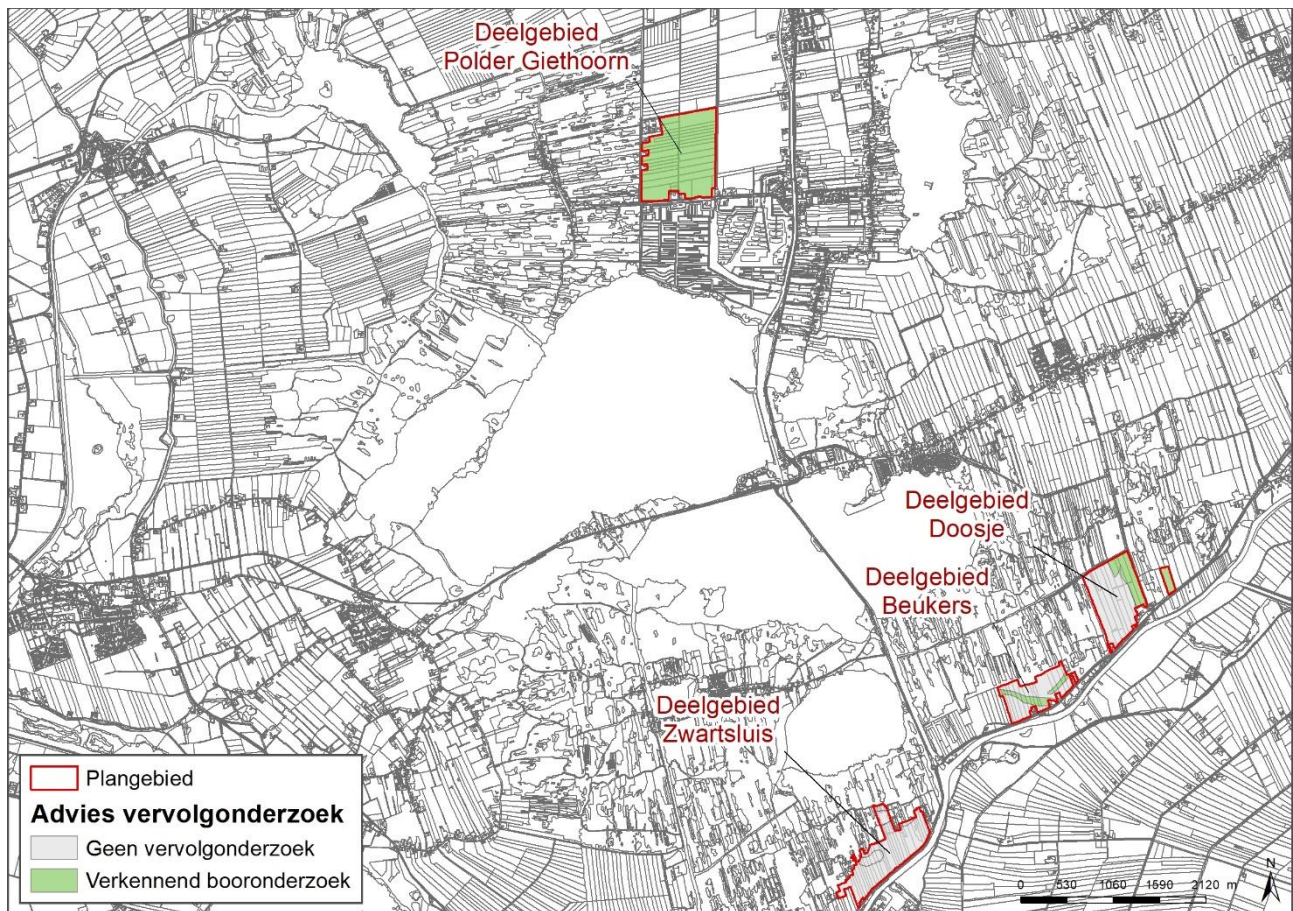 Deelgebied
Polder Giethoorn
Deelgebied
Doosje
Deelgebied
Beukers
Deelgebied
Zwartsluis
Plangebied
Advies vervolgonderzoek
Geen vervolgonderzoek
Verkennend booronderzoek
N
0 530 1060 1590 2120 m